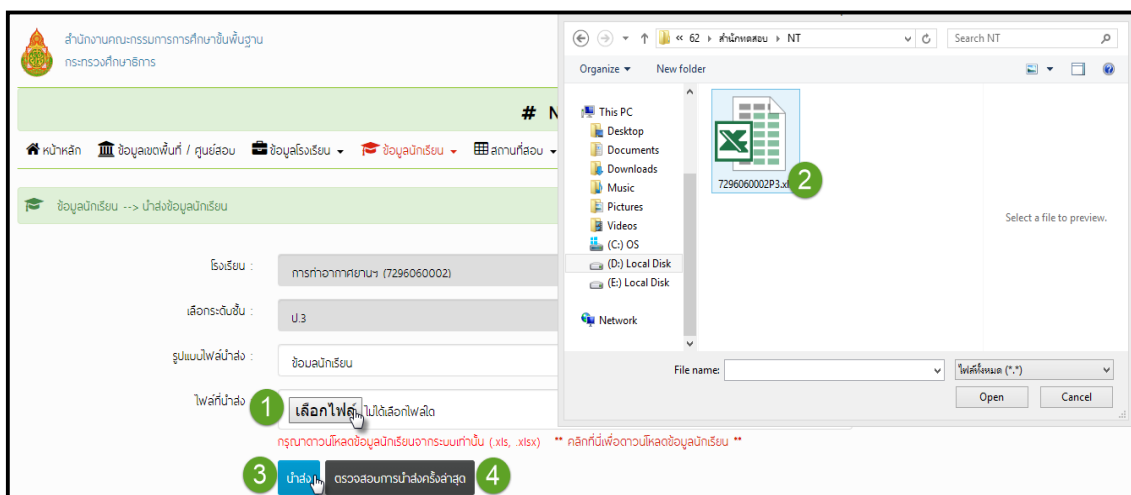 สำนักงานคณะกรรมการการศึกษาขั้นพื้นฐาน
กระทรวงศึกษาธิการ
# N
หน้าหลัก ข้อมูลเขตพื้นที่ / ศูนย์สอบ ข้อมูลโรงเรียน ข้อมูลนักเรียน สถานที่สอบ
ข้อมูลนักเรียน --> นำส่งข้อมูลนักเรียน
โรงเรียน : การท่าอากาศยานฯ (7296060002)
เลือกระดับชั้น : ป.3
รูปแบบไฟล์นำส่ง : ข้อมูลนักเรียน
ไฟล์ที่นำส่ง 1 เลือกไฟล์ ไม่ได้เลือกไฟล์ใด
กรุณาดาวน์โหลดข้อมูลนักเรียนจากระบบเท่านั้น (.xls, .xlsx) ** คลิกที่นี่เพื่อดาวน์โหลดข้อมูลนักเรียน **
3 นำส่ง ตรวจสอบการนำส่งครั้งล่าสุด 4
« 62 › สำนักทดสอบ › NT Search NT
Organize New folder
This PC
Desktop
Documents
Downloads
Music
Pictures
Videos
(C:) OS
(D:) Local Disk
(E:) Local Disk
Network
7296060002P3.xl 2
Select a file to preview.
File name: ไฟล์ทั้งหมด (*.*)
Open Cancel